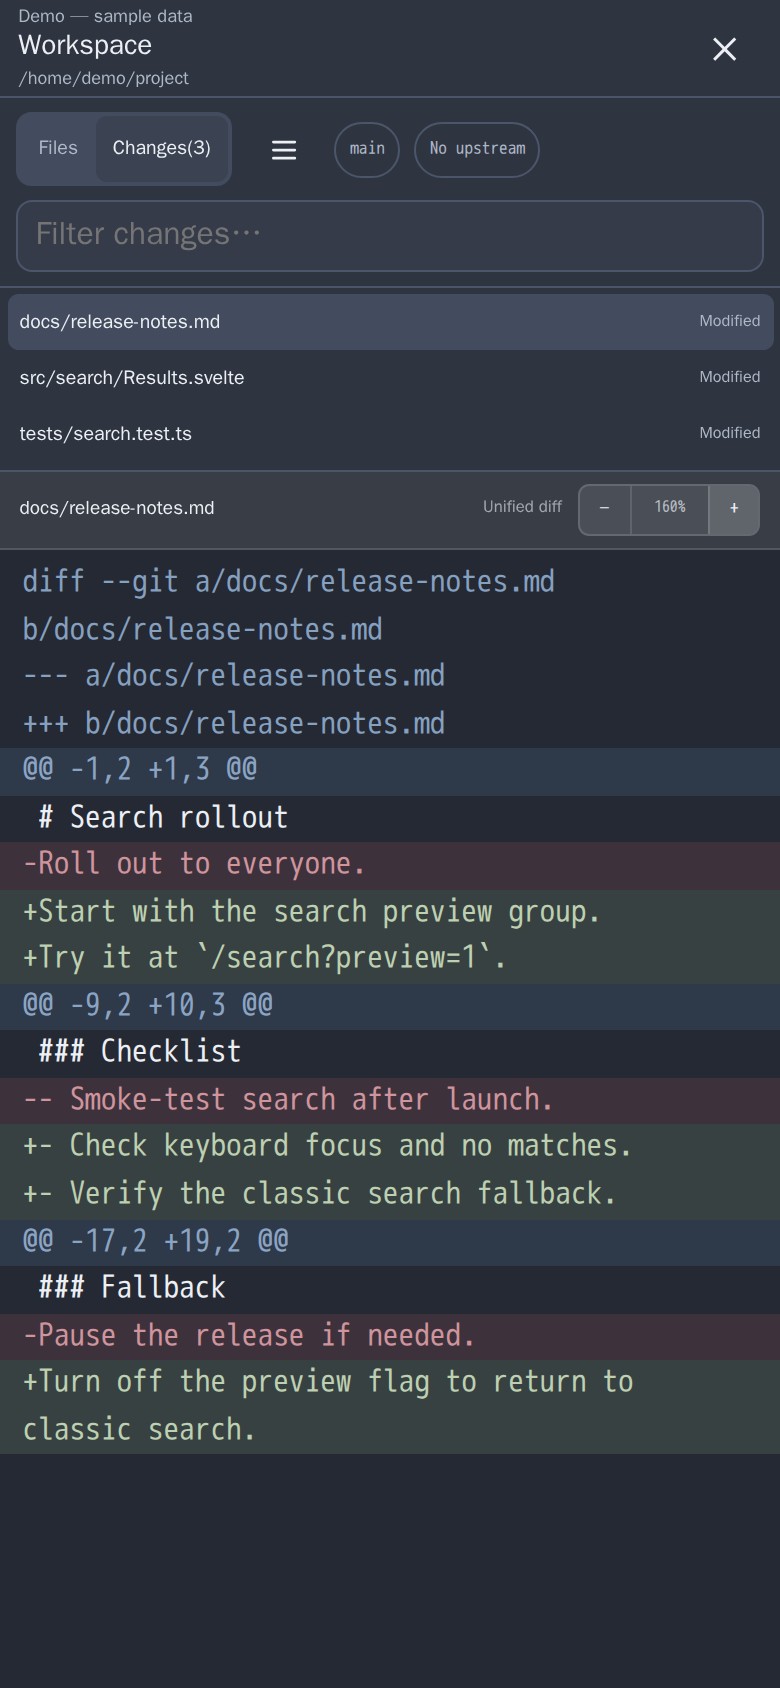 Demo — sample data
Workspace
/home/demo/project
Files
Changes(3)
main
No upstream
Filter changes···
docs/release-notes.md
Modified
src/search/Results.svelte
Modified
tests/search.test.ts
Modified
docs/release-notes.md
Unified diff
−
160%
+
diff --git a/docs/release-notes.md
b/docs/release-notes.md
--- a/docs/release-notes.md
+++ b/docs/release-notes.md
@@ -1,2 +1,3 @@
 # Search rollout
-Roll out to everyone.
+Start with the search preview group.
+Try it at `/search?preview=1`.
@@ -9,2 +10,3 @@
 ### Checklist
-- Smoke-test search after launch.
+- Check keyboard focus and no matches.
+- Verify the classic search fallback.
@@ -17,2 +19,2 @@
 ### Fallback
-Pause the release if needed.
+Turn off the preview flag to return to
classic search.